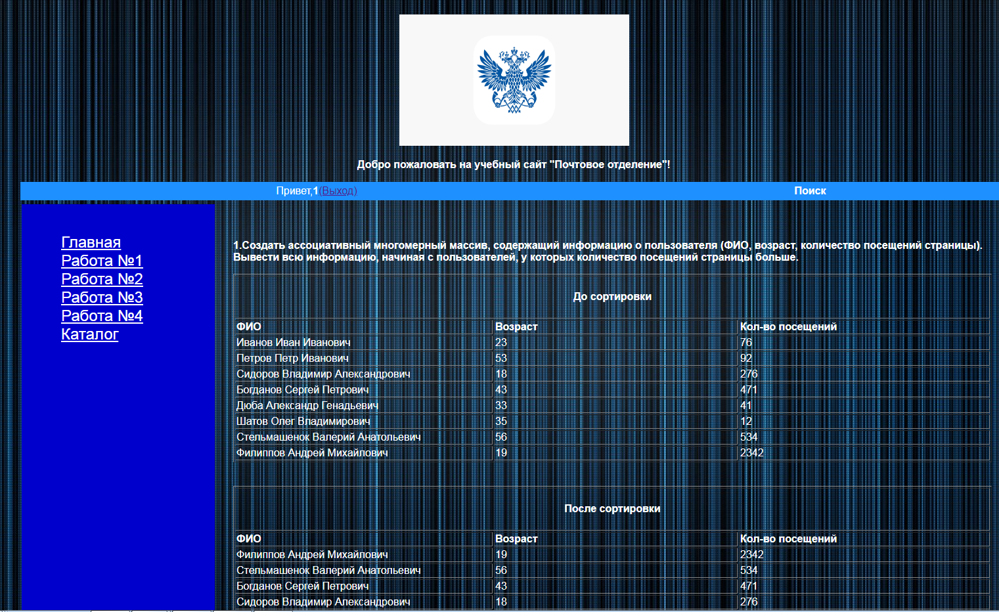 Добро пожаловать на учебный сайт "Почтовое отделение"!
Привет,1(Выход) Поиск
Главная
Работа №1
Работа №2
Работа №3
Работа №4
Каталог
1.Создать ассоциативный многомерный массив, содержащий информацию о пользователя (ФИО, возраст, количество посещений страницы).
Вывести всю информацию, начиная с пользователей, у которых количество посещений страницы больше.
До сортировки
ФИО Возраст Кол-во посещений
Иванов Иван Иванович 23 76
Петров Петр Иванович 53 92
Сидоров Владимир Александрович 18 276
Богданов Сергей Петрович 43 471
Дюба Александр Генадьевич 33 41
Шатов Олег Владимирович 35 12
Стельмашенок Валерий Анатольевич 56 534
Филиппов Андрей Михайлович 19 2342
После сортировки
ФИО Возраст Кол-во посещений
Филиппов Андрей Михайлович 19 2342
Стельмашенок Валерий Анатольевич 56 534
Богданов Сергей Петрович 43 471
Сидоров Владимир Александрович 18 276